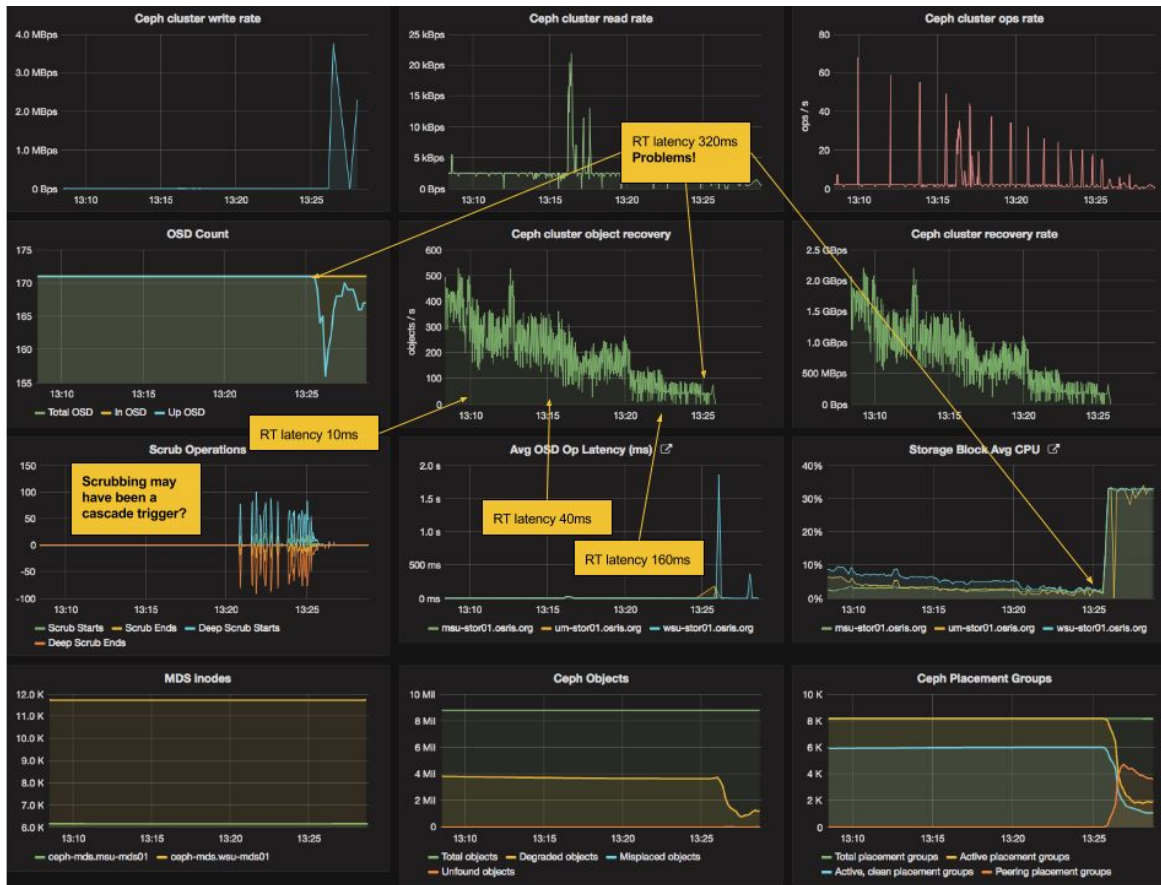 Ceph cluster write rate
4.0 MBps
3.0 MBps
2.0 MBps
1.0 MBps
0 Bps
13:10 13:15 13:20 13:25
Ceph cluster read rate
25 kBps
20 kBps
15 kBps
10 kBps
5 kBps
0 Bps
13:10 13:15 13:20 13:25
Ceph cluster ops rate
ops / s
80
60
40
20
0
13:10 13:15 13:20 13:25
RT latency 320ms
Problems!
OSD Count
175
170
165
160
155
13:10 13:15 13:20 13:25
Total OSD In OSD Up OSD
Ceph cluster object recovery
objects / s
600
500
400
300
200
100
0
13:10 13:15 13:20 13:25
Ceph cluster recovery rate
2.5 GBps
2.0 GBps
1.5 GBps
1.0 GBps
500 MBps
0 Bps
13:10 13:15 13:20 13:25
RT latency 10ms
Scrub Operations
150
100
50
0
-50
-100
13:10 13:15 13:20 13:25
Scrub Starts Scrub Ends Deep Scrub Starts
Deep Scrub Ends
Scrubbing may
have been a
cascade trigger?
Avg OSD Op Latency (ms)
2.0 s
1.5 s
1.0 s
500 ms
0 ms
13:10 13:15 13:20 13:25
msu-stor01.osris.org um-stor01.osris.org wsu-stor01.osris.org
RT latency 40ms
RT latency 160ms
Storage Block Avg CPU
40%
30%
20%
10%
0%
13:10 13:15 13:20 13:25
msu-stor01.osris.org um-stor01.osris.org wsu-stor01.osris.org
MDS Inodes
12.0 K
11.0 K
10.0 K
9.0 K
8.0 K
7.0 K
6.0 K
13:10 13:15 13:20 13:25
ceph-mds.msu-mds01 ceph-mds.wsu-mds01
Ceph Objects
10 Mil
8 Mil
6 Mil
4 Mil
2 Mil
0
13:10 13:15 13:20 13:25
Total objects Degraded objects Misplaced objects
Unfound objects
Ceph Placement Groups
10 K
8 K
6 K
4 K
2 K
0
13:10 13:15 13:20 13:25
Total placement groups Active placement groups
Active, clean placement groups Peering placement groups